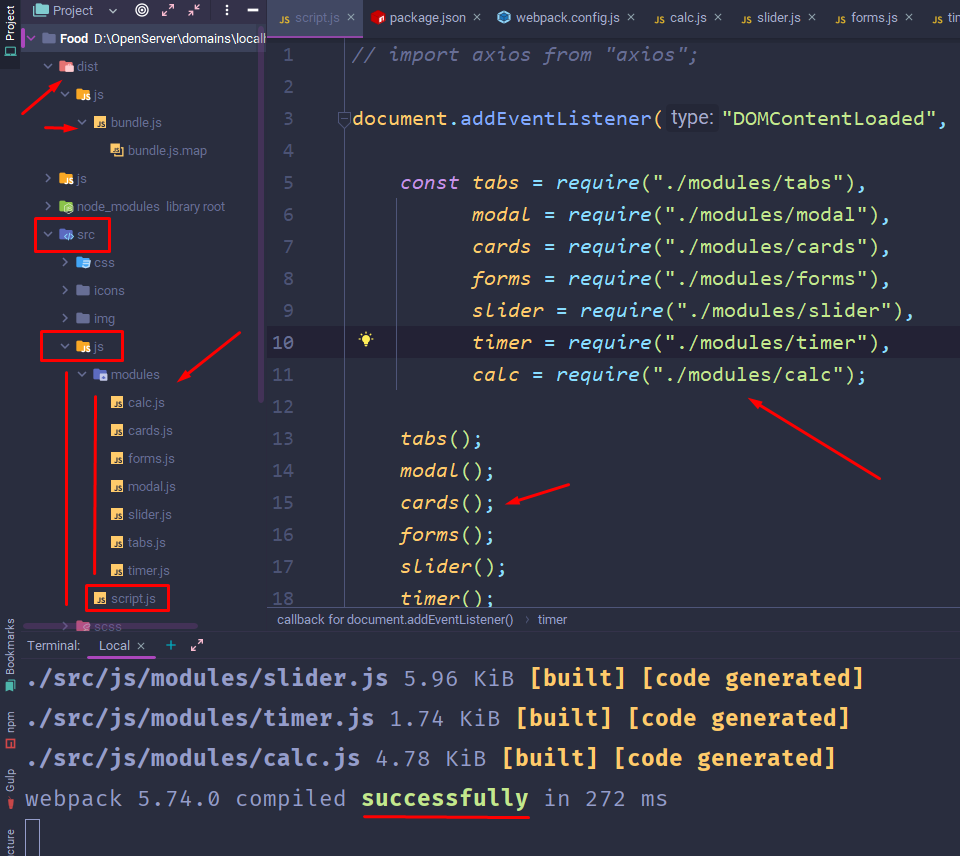 Project
script.js
package.json
webpack.config.js
calc.js
slider.js
forms.js
Project
Food D:\OpenServer\domains\local
dist
js
bundle.js
bundle.js.map
js
node_modules library root
src
css
icons
img
js
modules
calc.js
cards.js
forms.js
modal.js
slider.js
tabs.js
timer.js
script.js
scss
1 // import axios from "axios";
2
3 document.addEventListener( type: "DOMContentLoaded",
4
5 const tabs = require("./modules/tabs"),
6 modal = require("./modules/modal"),
7 cards = require("./modules/cards"),
8 forms = require("./modules/forms"),
9 slider = require("./modules/slider"),
10 timer = require("./modules/timer"),
11 calc = require("./modules/calc");
12
13 tabs();
14 modal();
15 cards();
16 forms();
17 slider();
18 timer();
callback for document.addEventListener() › timer
Terminal: Local
./src/js/modules/slider.js 5.96 KiB [built] [code generated]
./src/js/modules/timer.js 1.74 KiB [built] [code generated]
./src/js/modules/calc.js 4.78 KiB [built] [code generated]
webpack 5.74.0 compiled successfully in 272 ms
Bookmarks
npm
Gulp